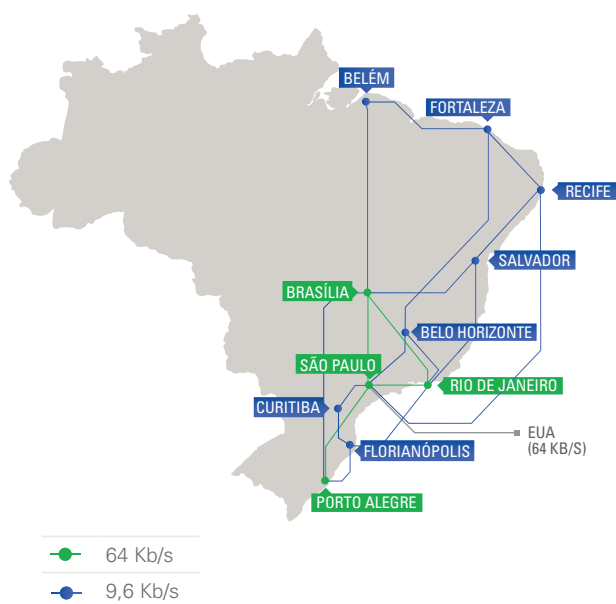 BELÉM
FORTALEZA
RECIFE
SALVADOR
BRASÍLIA
BELO HORIZONTE
SÃO PAULO
RIO DE JANEIRO
CURITIBA
EUA
(64 KB/S)
FLORIANÓPOLIS
PORTO ALEGRE
64 Kb/s
9,6 Kb/s